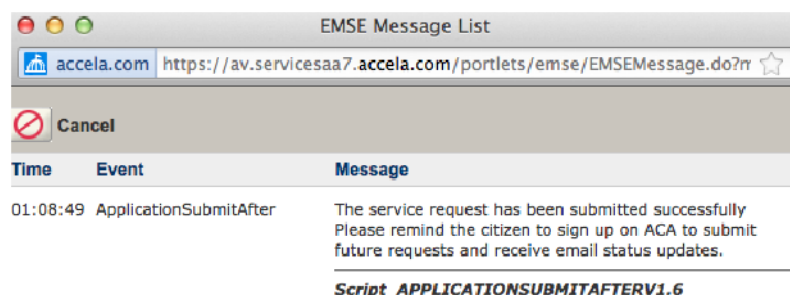 EMSE Message List
accela.com https://av.servicesaa7.accela.com/portlets/emse/EMSEMessage.do?m
Cancel
Time Event Message
01:08:49 ApplicationSubmitAfter The service request has been submitted successfully
Please remind the citizen to sign up on ACA to submit
future requests and receive email status updates.
Script APPLICATIONSUBMITAFTERV1.6